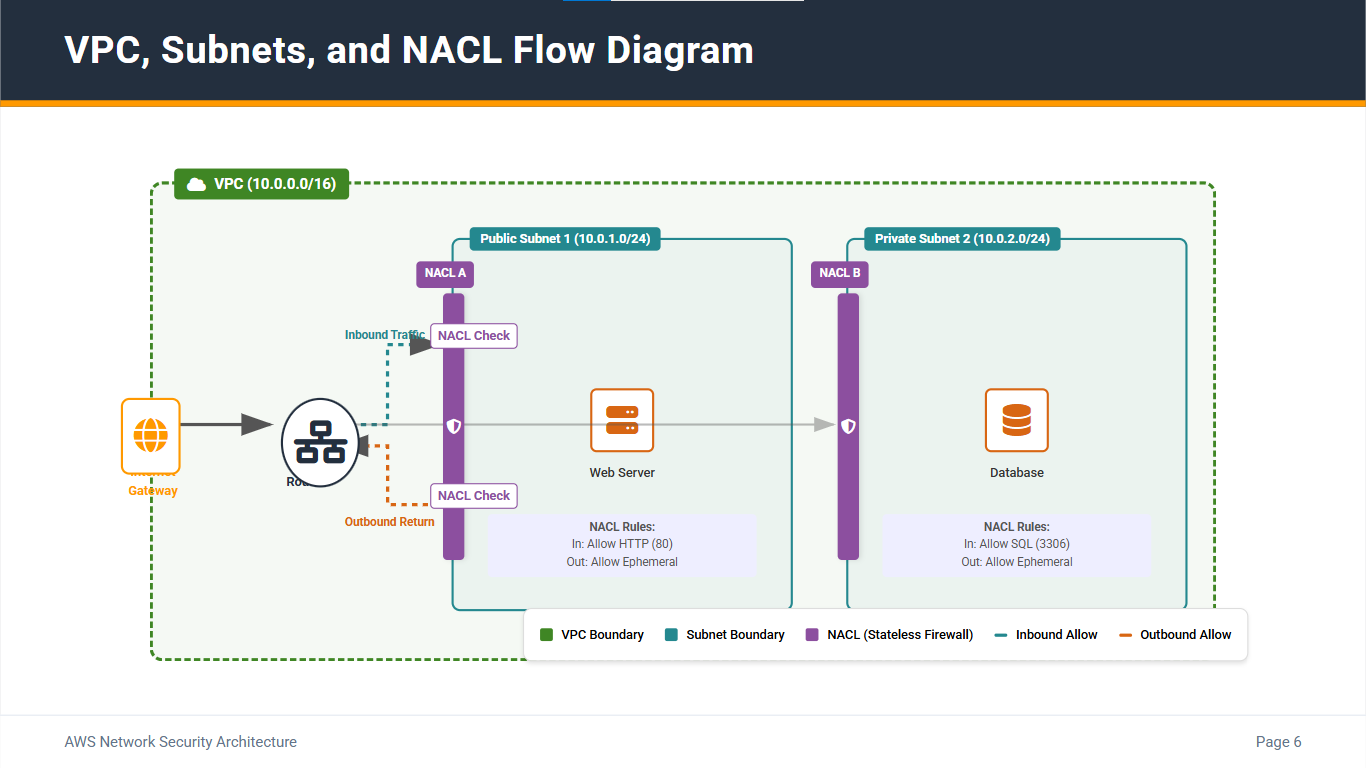 VPC, Subnets, and NACL Flow Diagram
VPC (10.0.0.0/16)
Public Subnet 1 (10.0.1.0/24)
Private Subnet 2 (10.0.2.0/24)
NACL A
NACL B
Inbound Traffic
NACL Check
Gateway
Web Server
Database
NACL Check
Outbound Return
NACL Rules:
In: Allow HTTP (80)
Out: Allow Ephemeral
NACL Rules:
In: Allow SQL (3306)
Out: Allow Ephemeral
VPC Boundary
Subnet Boundary
NACL (Stateless Firewall)
Inbound Allow
Outbound Allow
AWS Network Security Architecture
Page 6